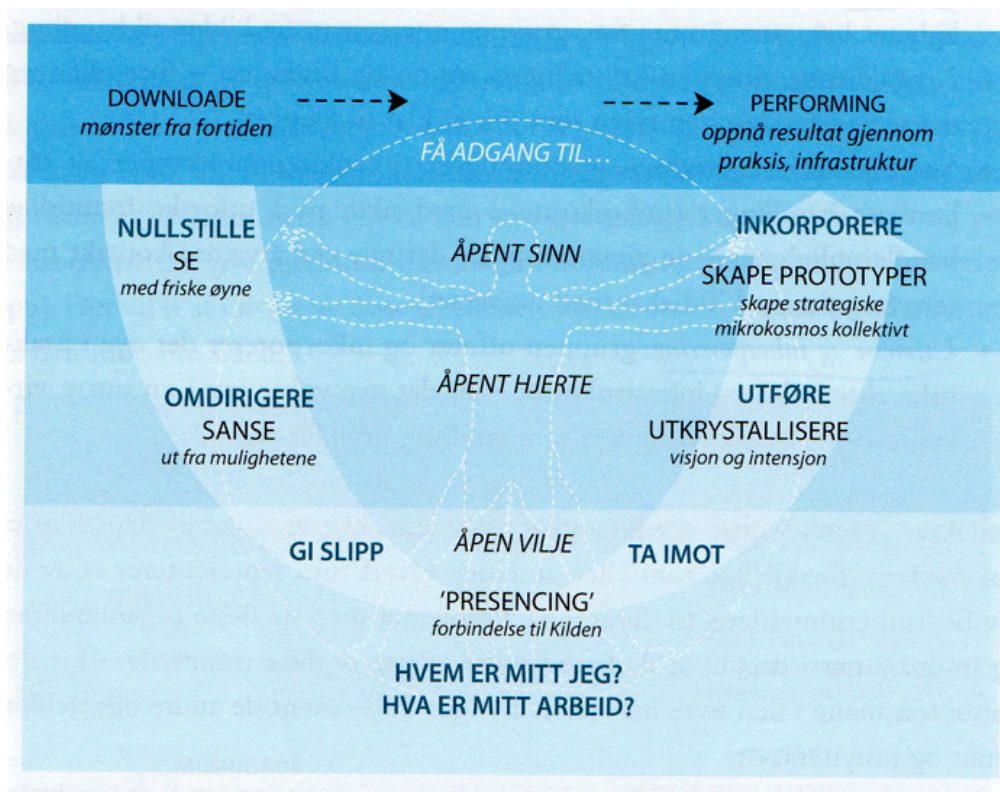 DOWNLOADE
mønster fra fortiden
PERFORMING
oppnå resultat gjennom
praksis, infrastruktur
FÅ ADGANG TIL...
NULLSTILLE
SE
med friske øyne
ÅPENT SINN
INKORPORERE
SKAPE PROTOTYPER
skape strategiske
mikrokosmos kollektivt
OMDIRIGERE
SANSE
ut fra mulighetene
ÅPENT HJERTE
UTFØRE
UTKRYSTALLISERE
visjon og intensjon
GI SLIPP
ÅPEN VILJE
TA IMOT
'PRESENCING'
forbindelse til Kilden
HVEM ER MITT JEG?
HVA ER MITT ARBEID?